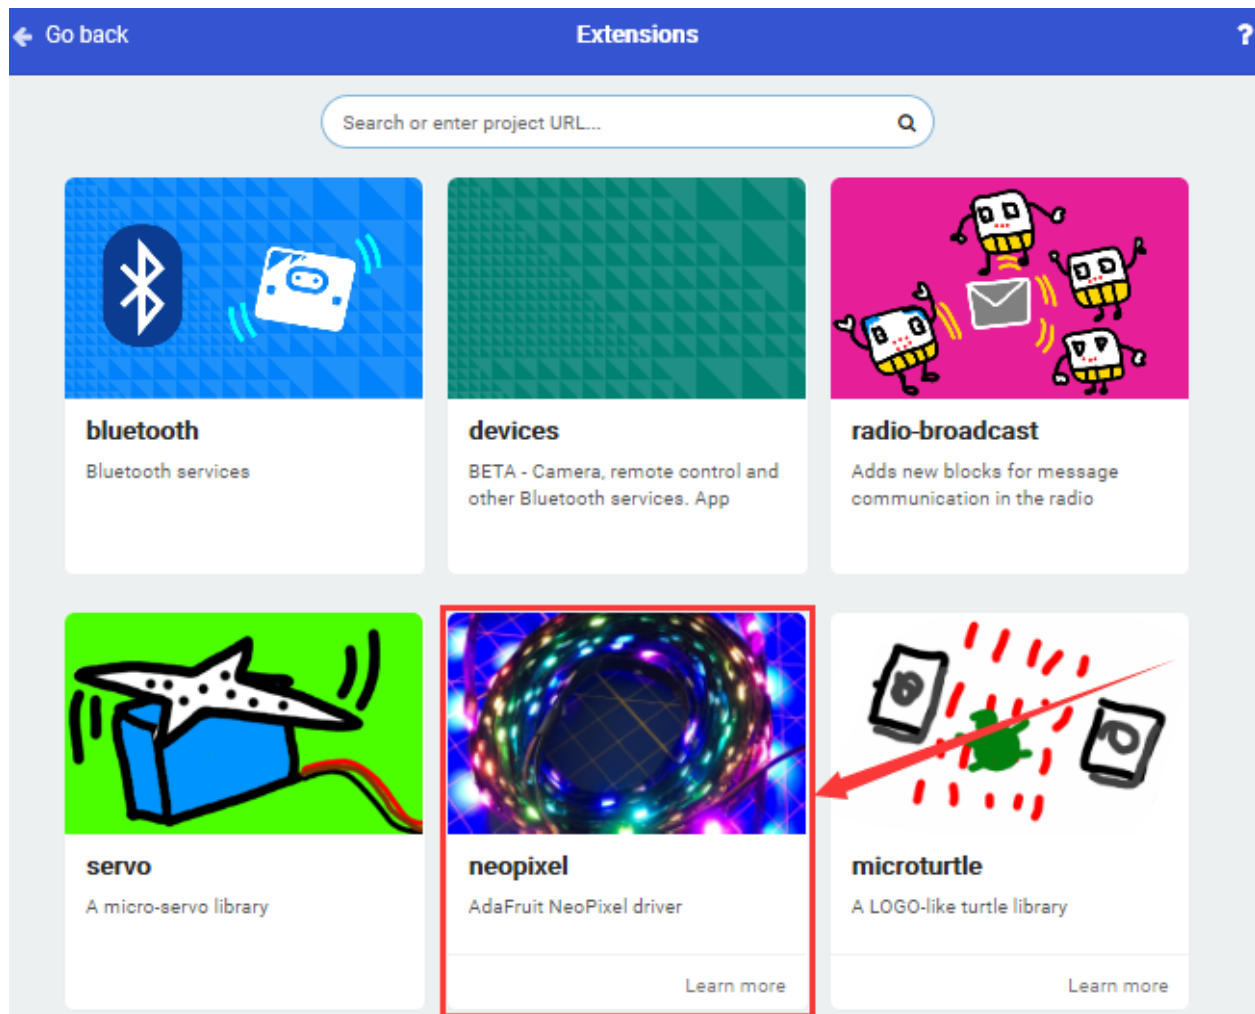 Go back
Extensions
?
Search or enter project URL...
bluetooth
Bluetooth services
devices
BETA - Camera, remote control and
other Bluetooth services. App
radio-broadcast
Adds new blocks for message
communication in the radio
servo
A micro-servo library
neopixel
AdaFruit NeoPixel driver
Learn more
microturtle
A LOGO-like turtle library
Learn more